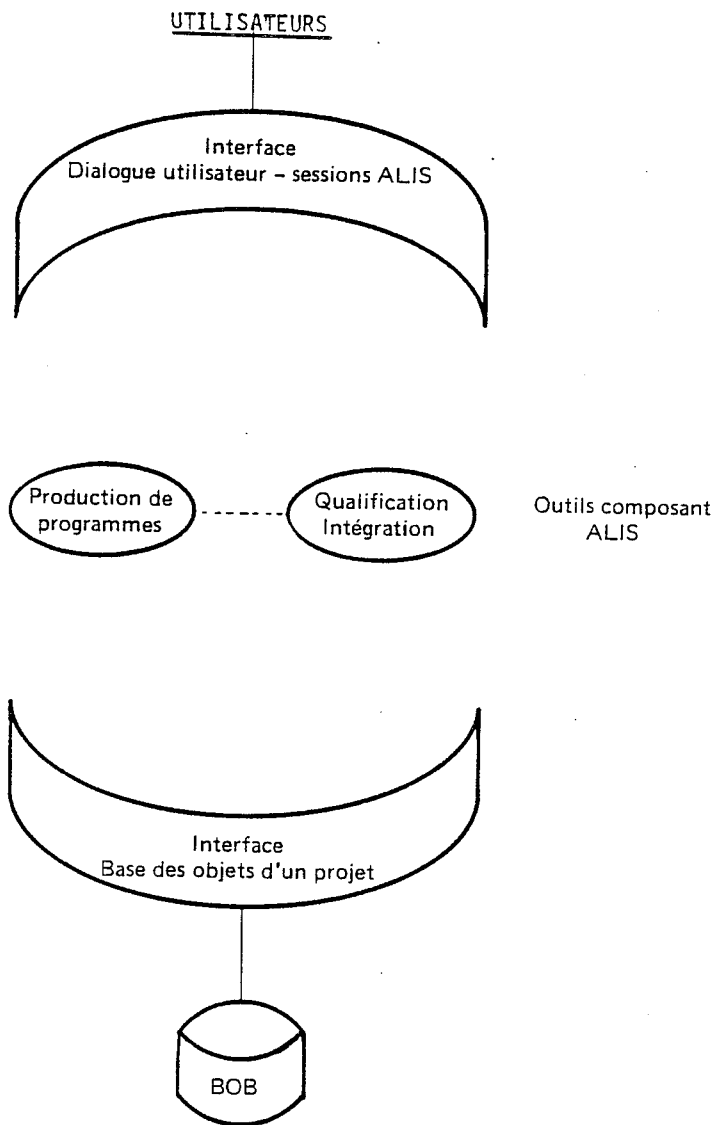 UTILISATEURS
Interface
Dialogue utilisateur – sessions ALIS
Production de
programmes
Qualification
Intégration
Outils composant
ALIS
Interface
Base des objets d'un projet
BOB